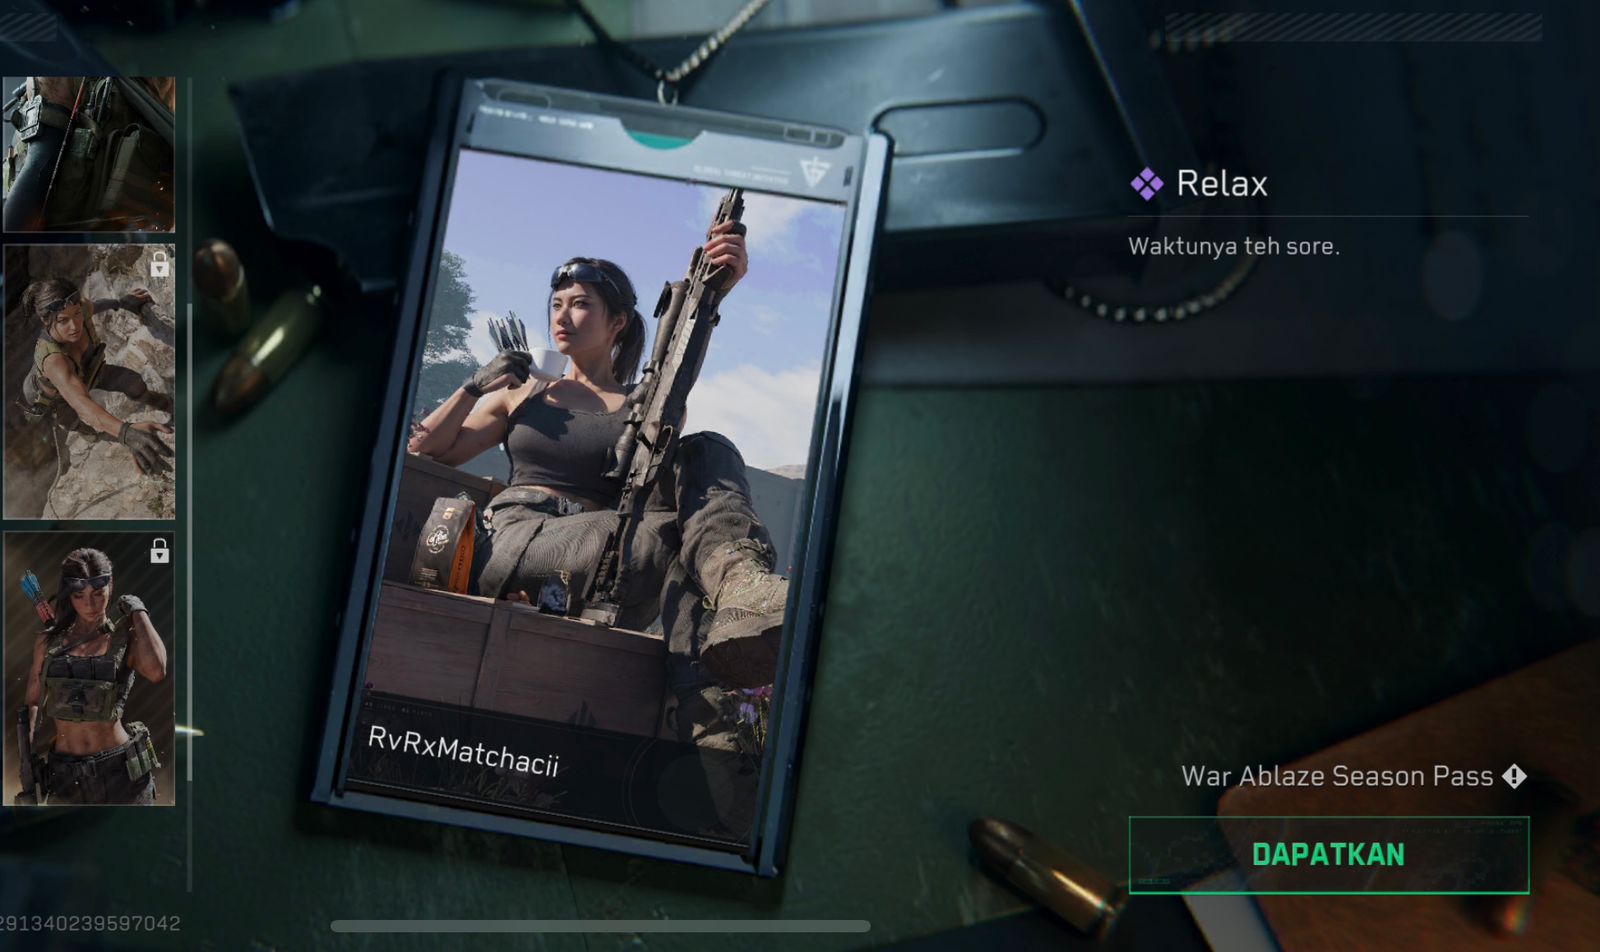 Relax
Waktunya teh sore.
RvRxMatchacii
War Ablaze Season Pass
DAPATKAN
291340239597042